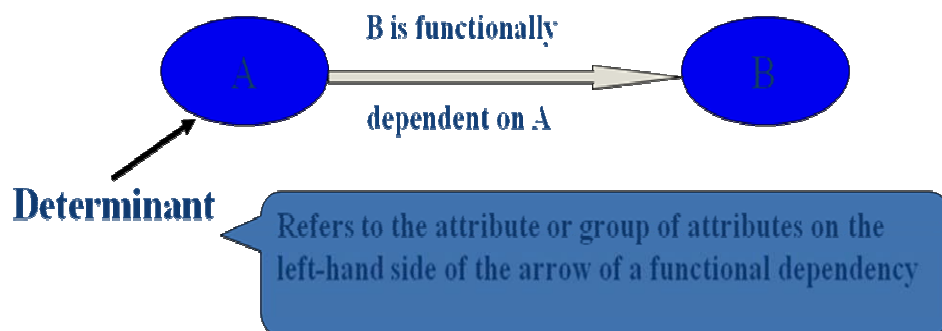 B is functionally
A
B
dependent on A
Determinant
Refers to the attribute or group of attributes on the
left-hand side of the arrow of a functional dependency